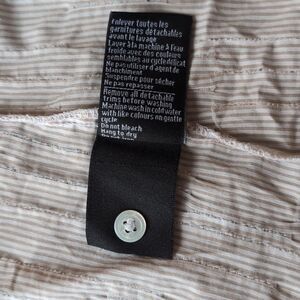 Enlever toutes les
garnitures détachables
avant le lavage
Laver à la machine à l'eau
froide avec des couleurs
semblables au cycle délicat
Ne pas utiliser d'agent de
blanchiment
Suspendre pour sécher
Ne pas repasser
Remove all detachable
Trims before washing
Machine wash in cold water
with like colours on gentle
cycle
Do not bleach
Hang to dry